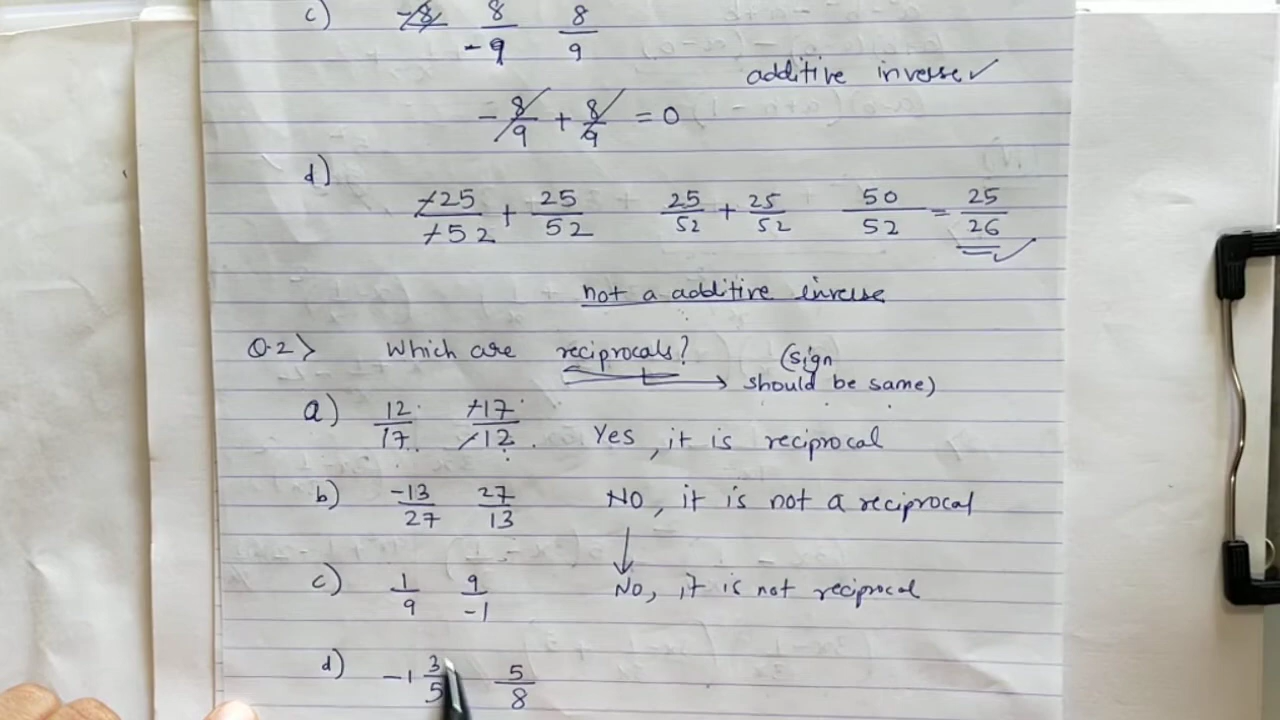 c) -8 8/-9 8/9
additive inverse ✓
-8/9 + 8/9 = 0
d)
-25/-52 + 25/52 25/52 + 25/52 50/52 = 25/26
not a additive inverse
Q.2> Which are reciprocals? (sign
should be same)
a) 12/17 -17/-12 Yes, it is reciprocal
b) -13/27 27/13 NO, it is not a reciprocal
c) 1/9 9/-1 No, it is not reciprocal
d) -1 3/5 5/8